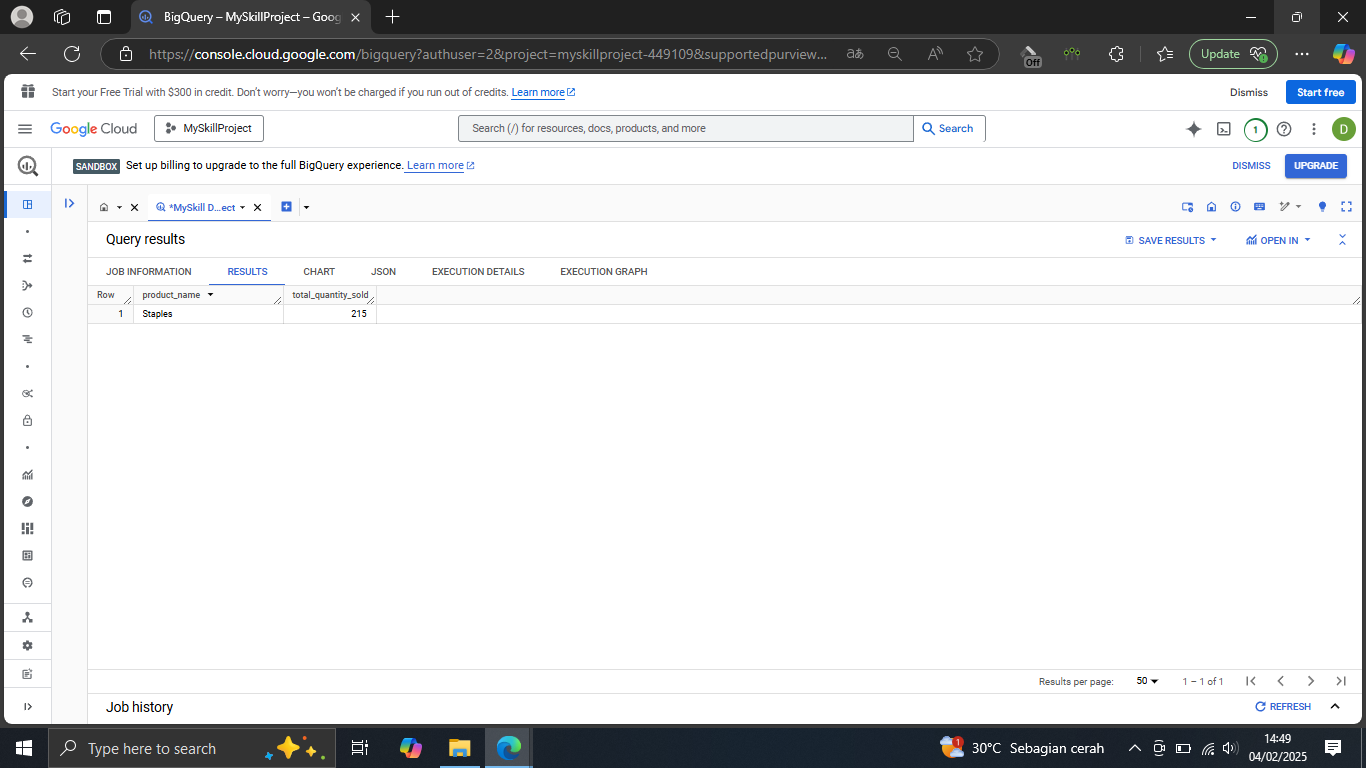 BigQuery – MySkillProject – Goog
https://console.cloud.google.com/bigquery?authuser=2&project=myskillproject-449109&supportedpurview...
Off
Update
Start your Free Trial with $300 in credit. Don't worry—you won't be charged if you run out of credits. Learn more
Dismiss
Start free
Google Cloud
MySkillProject
Search (/) for resources, docs, products, and more
Search
1
D
SANDBOX Set up billing to upgrade to the full BigQuery experience. Learn more
DISMISS
UPGRADE
*MySkill D...ect
Query results
SAVE RESULTS
OPEN IN
JOB INFORMATION
RESULTS
CHART
JSON
EXECUTION DETAILS
EXECUTION GRAPH
Row
product_name
total_quantity_sold
1
Staples
215
Results per page:
50
1 – 1 of 1
Job history
REFRESH
Type here to search
1
30°C Sebagian cerah
14:49
04/02/2025